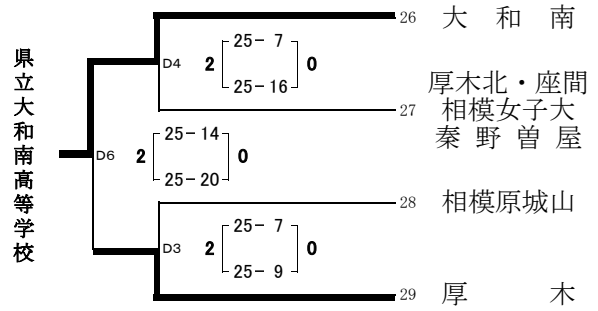 県立大和南高等学校
26 大和南
D4 2 25- 7 0
25-16
厚木北・座間
27 相模女子大
秦野曽屋
D6 2 25-14 0
25-20
28 相模原城山
D3 2 25- 7 0
25- 9
29 厚木